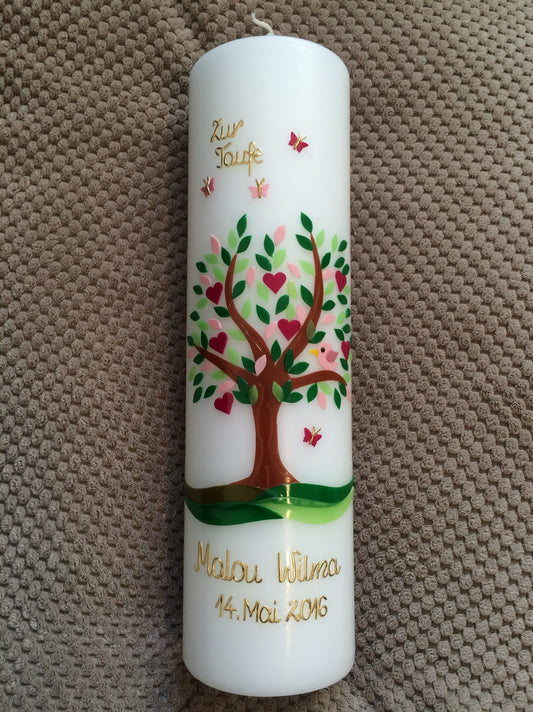 Zur
Taufe
Malou Wilma
14. Mai 2016